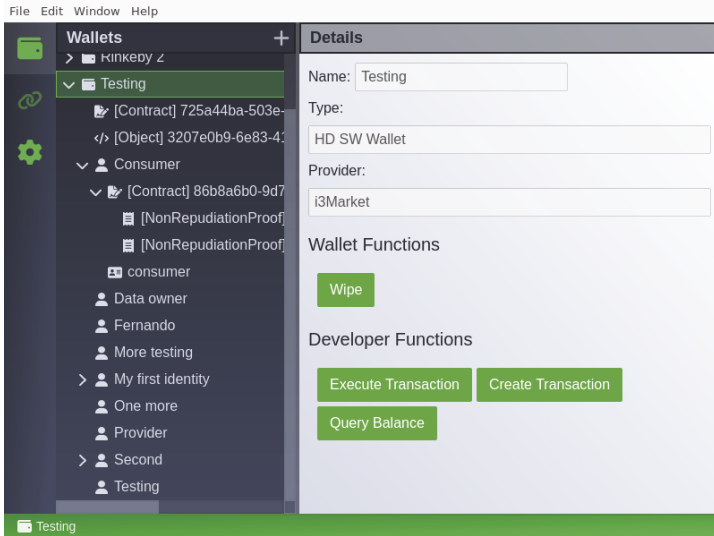 File Edit Window Help
Wallets
Rinkeby 2
Testing
[Contract] 725a44ba-503e-
[Object] 3207e0b9-6e83-41
Consumer
[Contract] 86b8a6b0-9d7
[NonRepudiationProof]
[NonRepudiationProof]
consumer
Data owner
Fernando
More testing
My first identity
One more
Provider
Second
Testing
Details
Name: Testing
Type:
HD SW Wallet
Provider:
i3Market
Wallet Functions
Wipe
Developer Functions
Execute Transaction Create Transaction
Query Balance
Testing